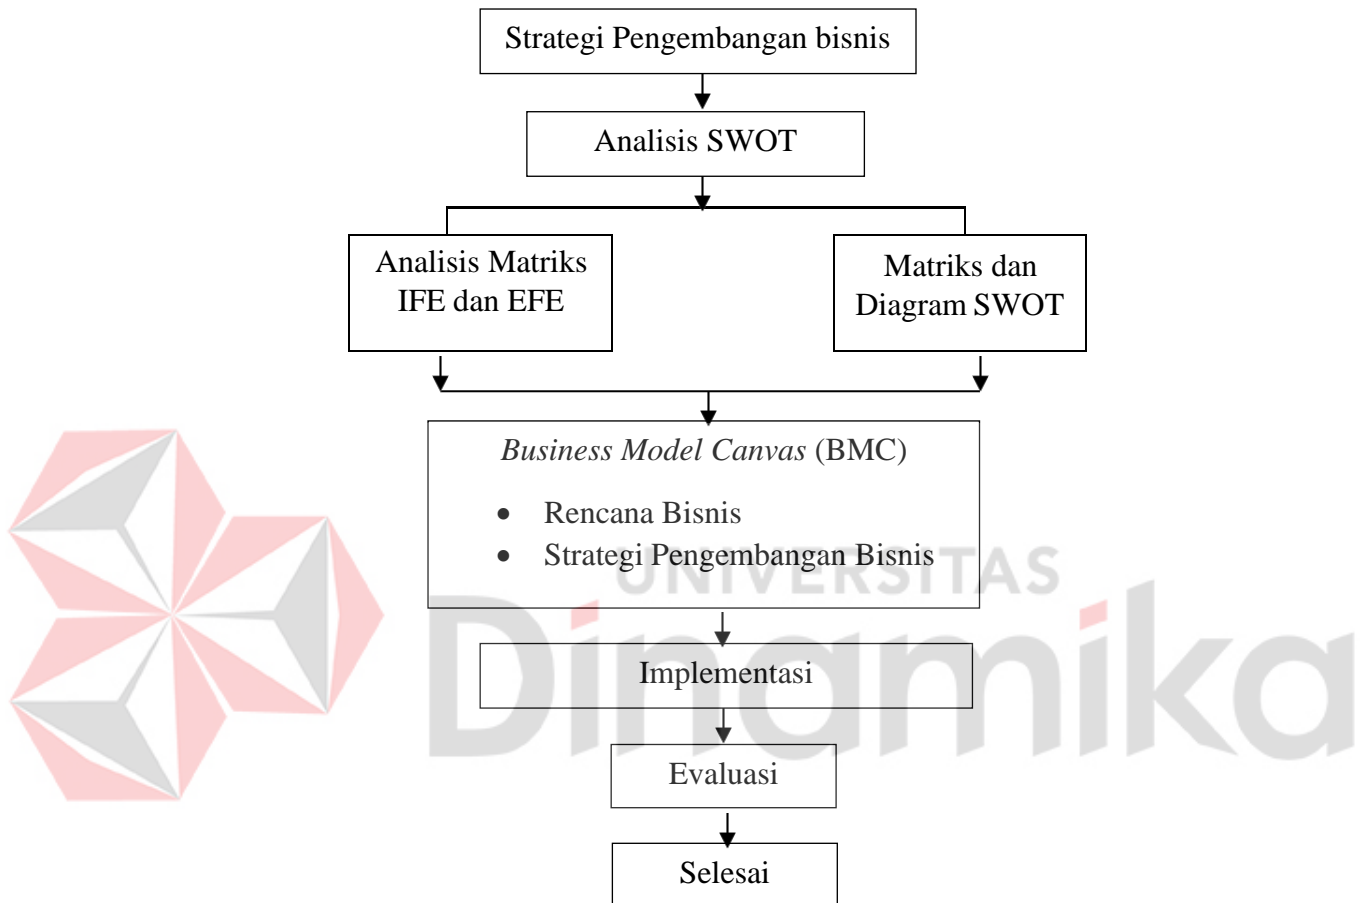 Strategi Pengembangan bisnis
Analisis SWOT
Analisis Matriks
IFE dan EFE
Matriks dan
Diagram SWOT
Business Model Canvas (BMC)
• Rencana Bisnis
• Strategi Pengembangan Bisnis
UNIVERSITAS
Dinamika
Implementasi
Evaluasi
Selesai